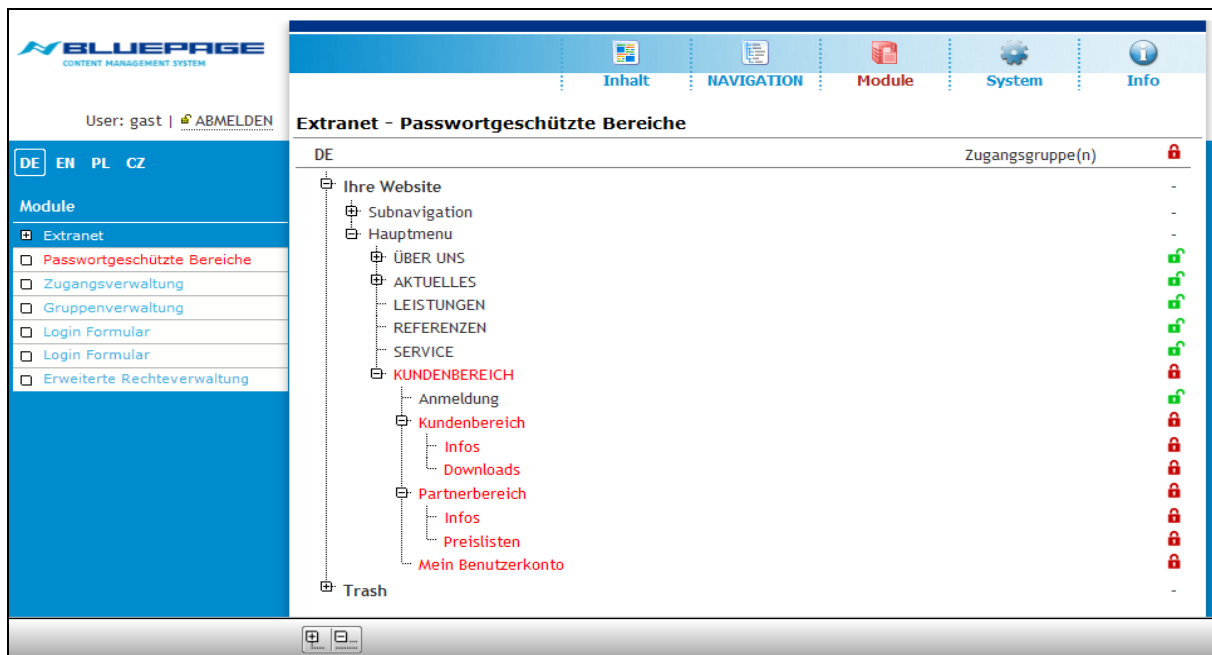 BLUEPAGE
CONTENT MANAGEMENT SYSTEM
Inhalt NAVIGATION Module System Info
User: gast | ABMELDEN
Extranet - Passwortgeschützte Bereiche
DE EN PL CZ
Module
Extranet
Passwortgeschützte Bereiche
Zugangsverwaltung
Gruppenverwaltung
Login Formular
Login Formular
Erweiterte Rechteverwaltung
DE Zugangsgruppe(n)
Ihre Website -
Subnavigation -
Hauptmenu -
ÜBER UNS
AKTUELLES
LEISTUNGEN
REFERENZEN
SERVICE
KUNDENBEREICH
Anmeldung
Kundenbereich
Infos
Downloads
Partnerbereich
Infos
Preislisten
Mein Benutzerkonto
Trash -